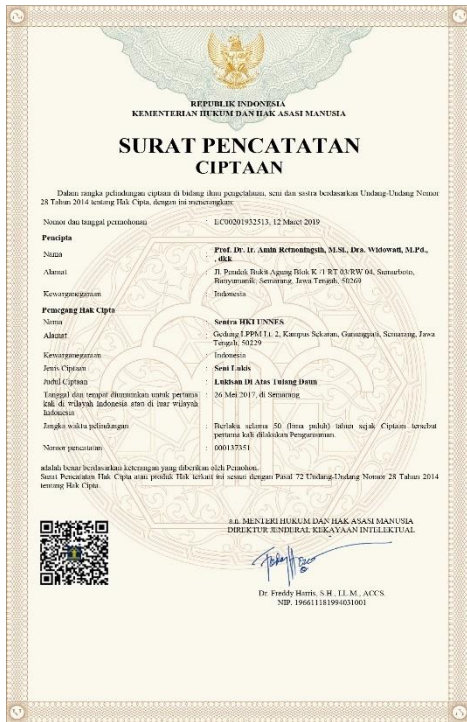 REPUBLIK INDONESIA
KEMENTERIAN HUKUM DAN HAK ASASI MANUSIA
SURAT PENCATATAN
CIPTAAN
Dalam rangka pelindungan ciptaan di bidang ilmu pengetahuan, seni dan sastra berdasarkan Undang-Undang Nomor
28 Tahun 2014 tentang Hak Cipta, dengan ini menerangkan:
Nomor dan tanggal permohonan : EC00201932513, 12 Maret 2019
Pencipta
Nama : Prof. Dr. Ir. Amin Retnoningsih, M.Si., Dra. Widowati, M.Pd.,
, dkk
Alamat : Jl. Pondok Bukit Agung Blok K /1 RT 03/RW 04, Sumurboto,
Banyumanik, Semarang, Jawa Tengah, 50269
Kewarganegaraan : Indonesia
Pemegang Hak Cipta
Nama : Sentra HKI UNNES
Alamat : Gedung LPPM Lt. 2, Kampus Sekaran, Gunungpati, Semarang, Jawa
Tengah, 50229
Kewarganegaraan : Indonesia
Jenis Ciptaan : Seni Lukis
Judul Ciptaan : Lukisan Di Atas Tulang Daun
Tanggal dan tempat diumumkan untuk pertama : 26 Mei 2017, di Semarang
kali di wilayah Indonesia atau di luar wilayah
Indonesia
Jangka waktu pelindungan : Berlaku selama 50 (lima puluh) tahun sejak Ciptaan tersebut
pertama kali dilakukan Pengumuman.
Nomor pencatatan : 000137351
adalah benar berdasarkan keterangan yang diberikan oleh Pemohon.
Surat Pencatatan Hak Cipta atau produk Hak terkait ini sesuai dengan Pasal 72 Undang-Undang Nomor 28 Tahun 2014
tentang Hak Cipta.
a.n. MENTERI HUKUM DAN HAK ASASI MANUSIA
DIREKTUR JENDERAL KEKAYAAN INTELEKTUAL
Dr. Freddy Harris, S.H., LL.M., ACCS.
NIP. 196611181994031001